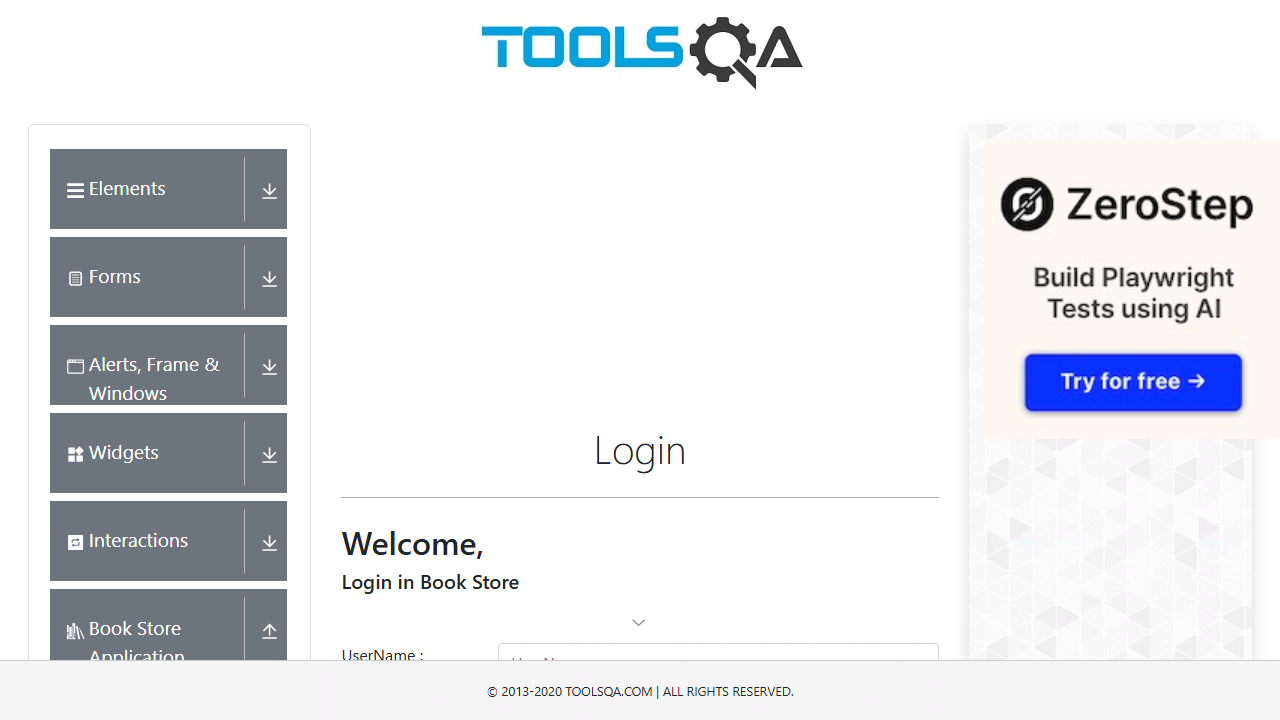 TOOLSQA
Elements
Forms
Alerts, Frame &
Windows
Widgets
Interactions
Book Store
Application
Login
Welcome,
Login in Book Store
UserName :
ZeroStep
Build Playwright
Tests using AI
Try for free →
© 2013-2020 TOOLSQA.COM | ALL RIGHTS RESERVED.